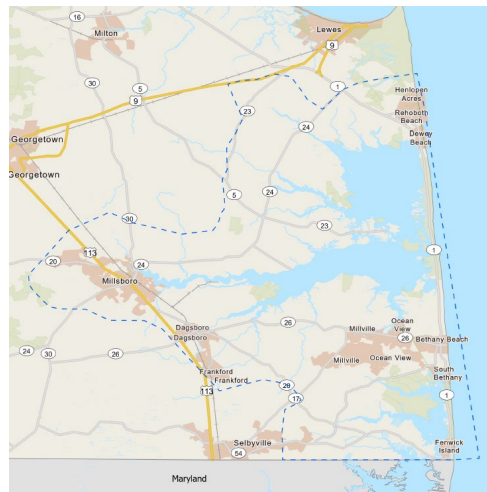 16
Milton
Lewes
9
30
5
1
9
Henlopen
Acres
Rehoboth
Beach
23
24
Dewey
Beach
Georgetown
Georgetown
5
24
30
23
113
20
24
1
Millsboro
Dagsboro
Dagsboro
26
Millville
Ocean
View
26
Bethany Beach
24
30
26
Millville
Ocean View
Frankford
Frankford
South
Bethany
113
26
17
1
Selbyville
54
Fenwick
Island
Maryland